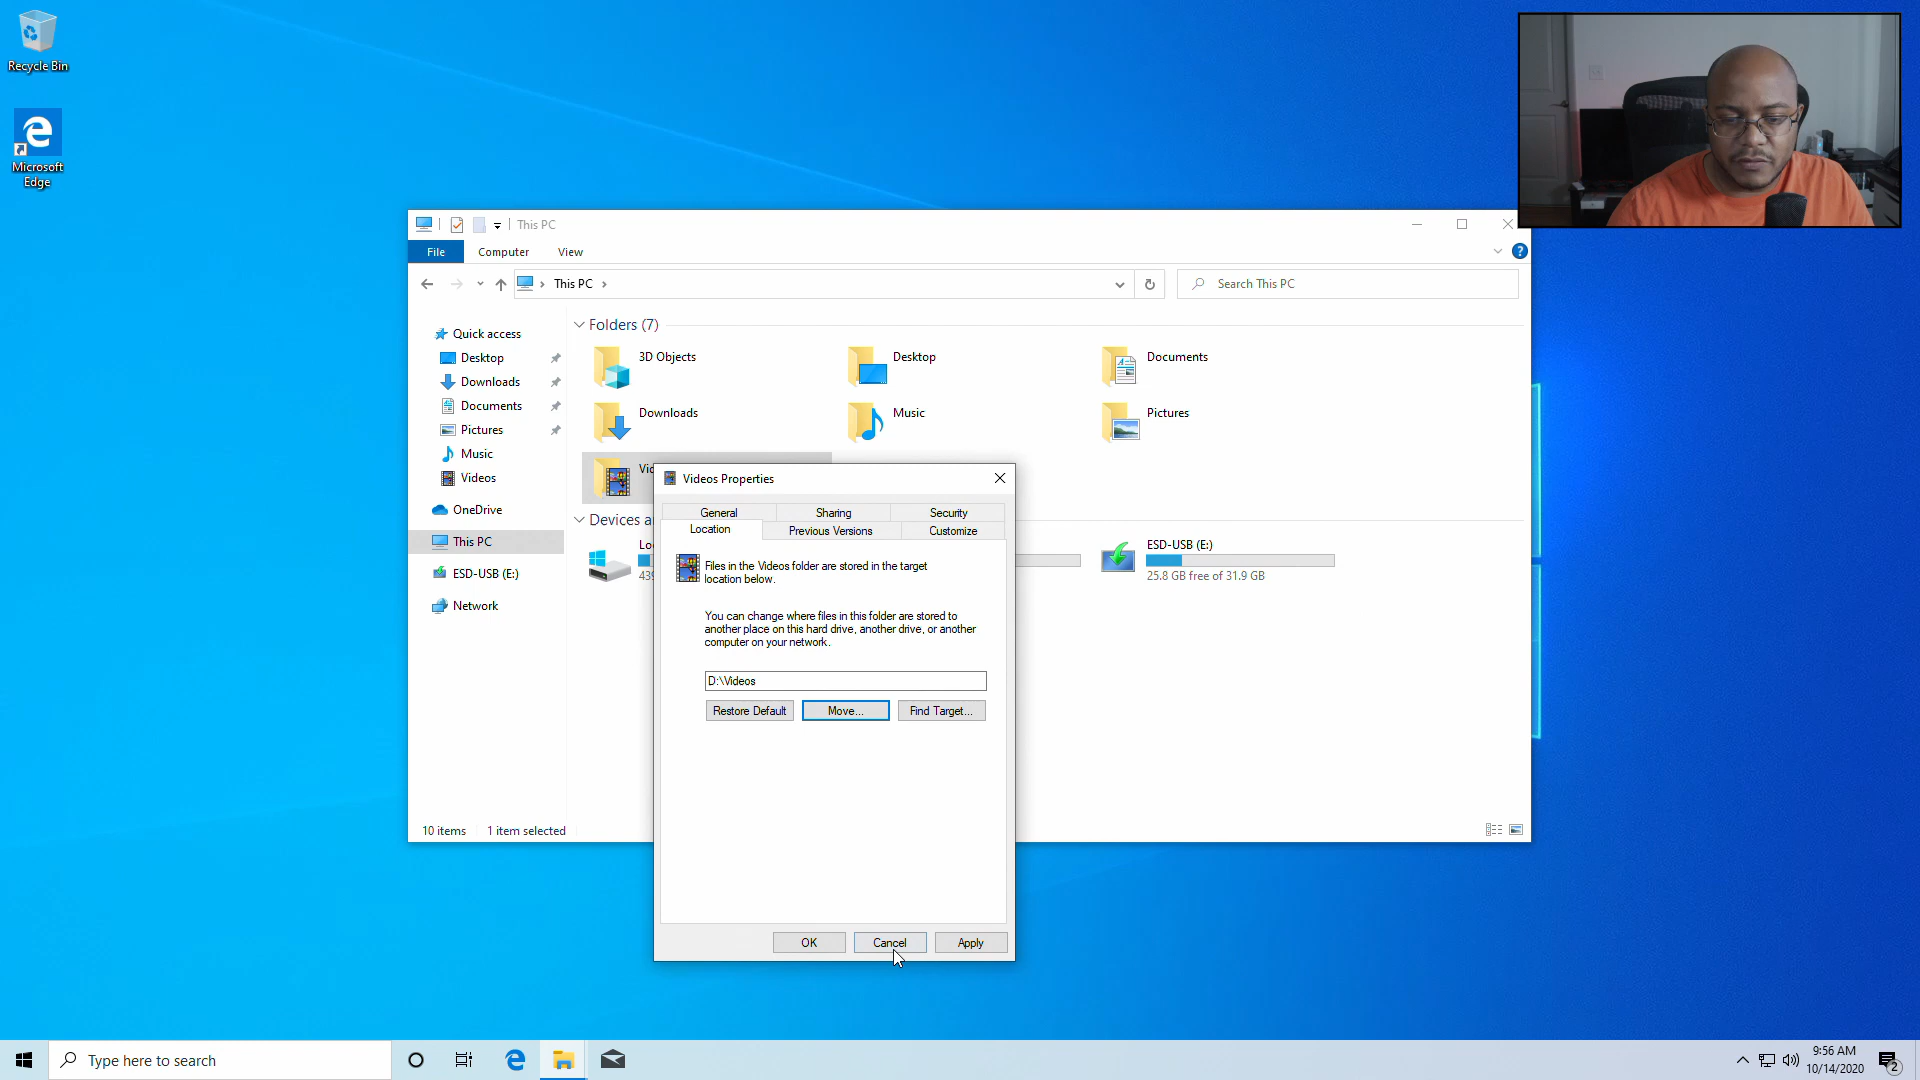 Recycle Bin
Microsoft
Edge
This PC
File
Computer
View
This PC
Search This PC
Quick access
Desktop
Downloads
Documents
Pictures
Music
Videos
OneDrive
This PC
ESD-USB (E:)
Network
Folders (7)
3D Objects
Desktop
Documents
Downloads
Music
Pictures
ESD-USB (E:)
25.8 GB free of 31.9 GB
Videos Properties
General
Sharing
Security
Location
Previous Versions
Customize
Files in the Videos folder are stored in the target
location below.
You can change where files in this folder are stored to
another place on this hard drive, another drive, or another
computer on your network.
D:\Videos
Restore Default
Move...
Find Target...
OK
Cancel
Apply
10 items
1 item selected
Type here to search
9:56 AM
10/14/2020
2